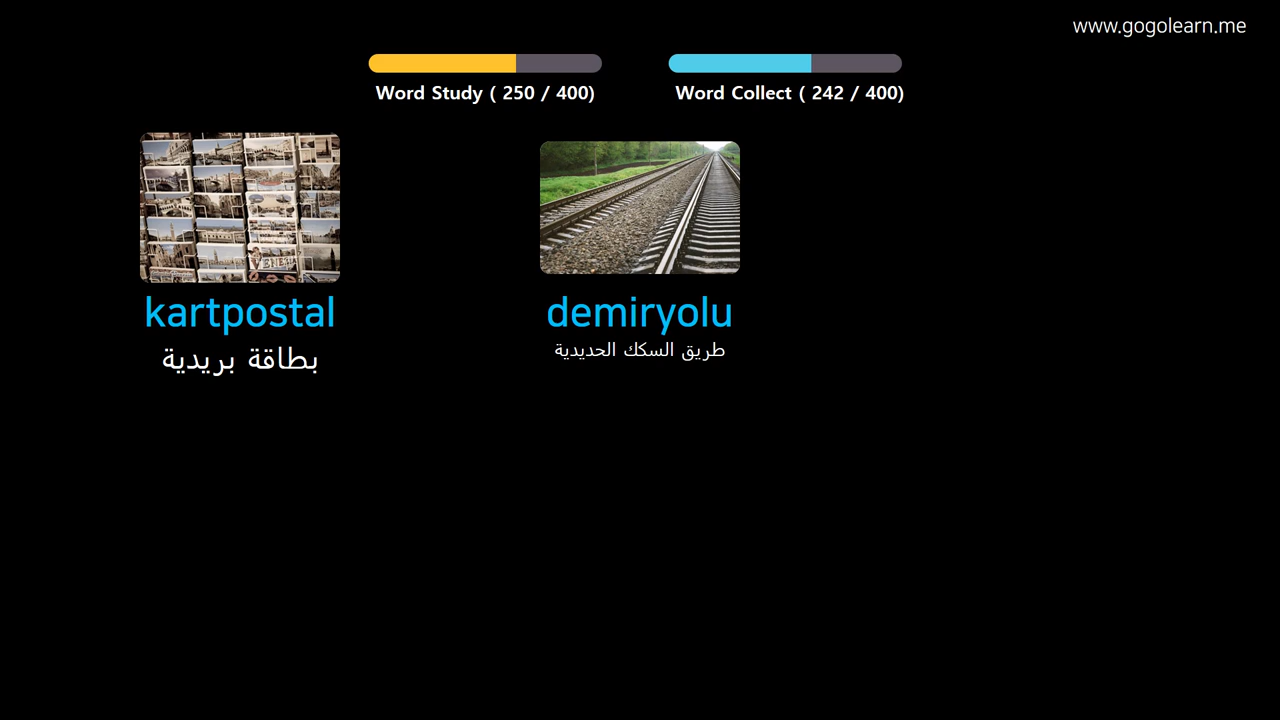 www.gogolearn.me
Word Study ( 250 / 400)
Word Collect ( 242 / 400)
kartpostal
بطاقة بريدية
demiryolu
طريق السكك الحديدية